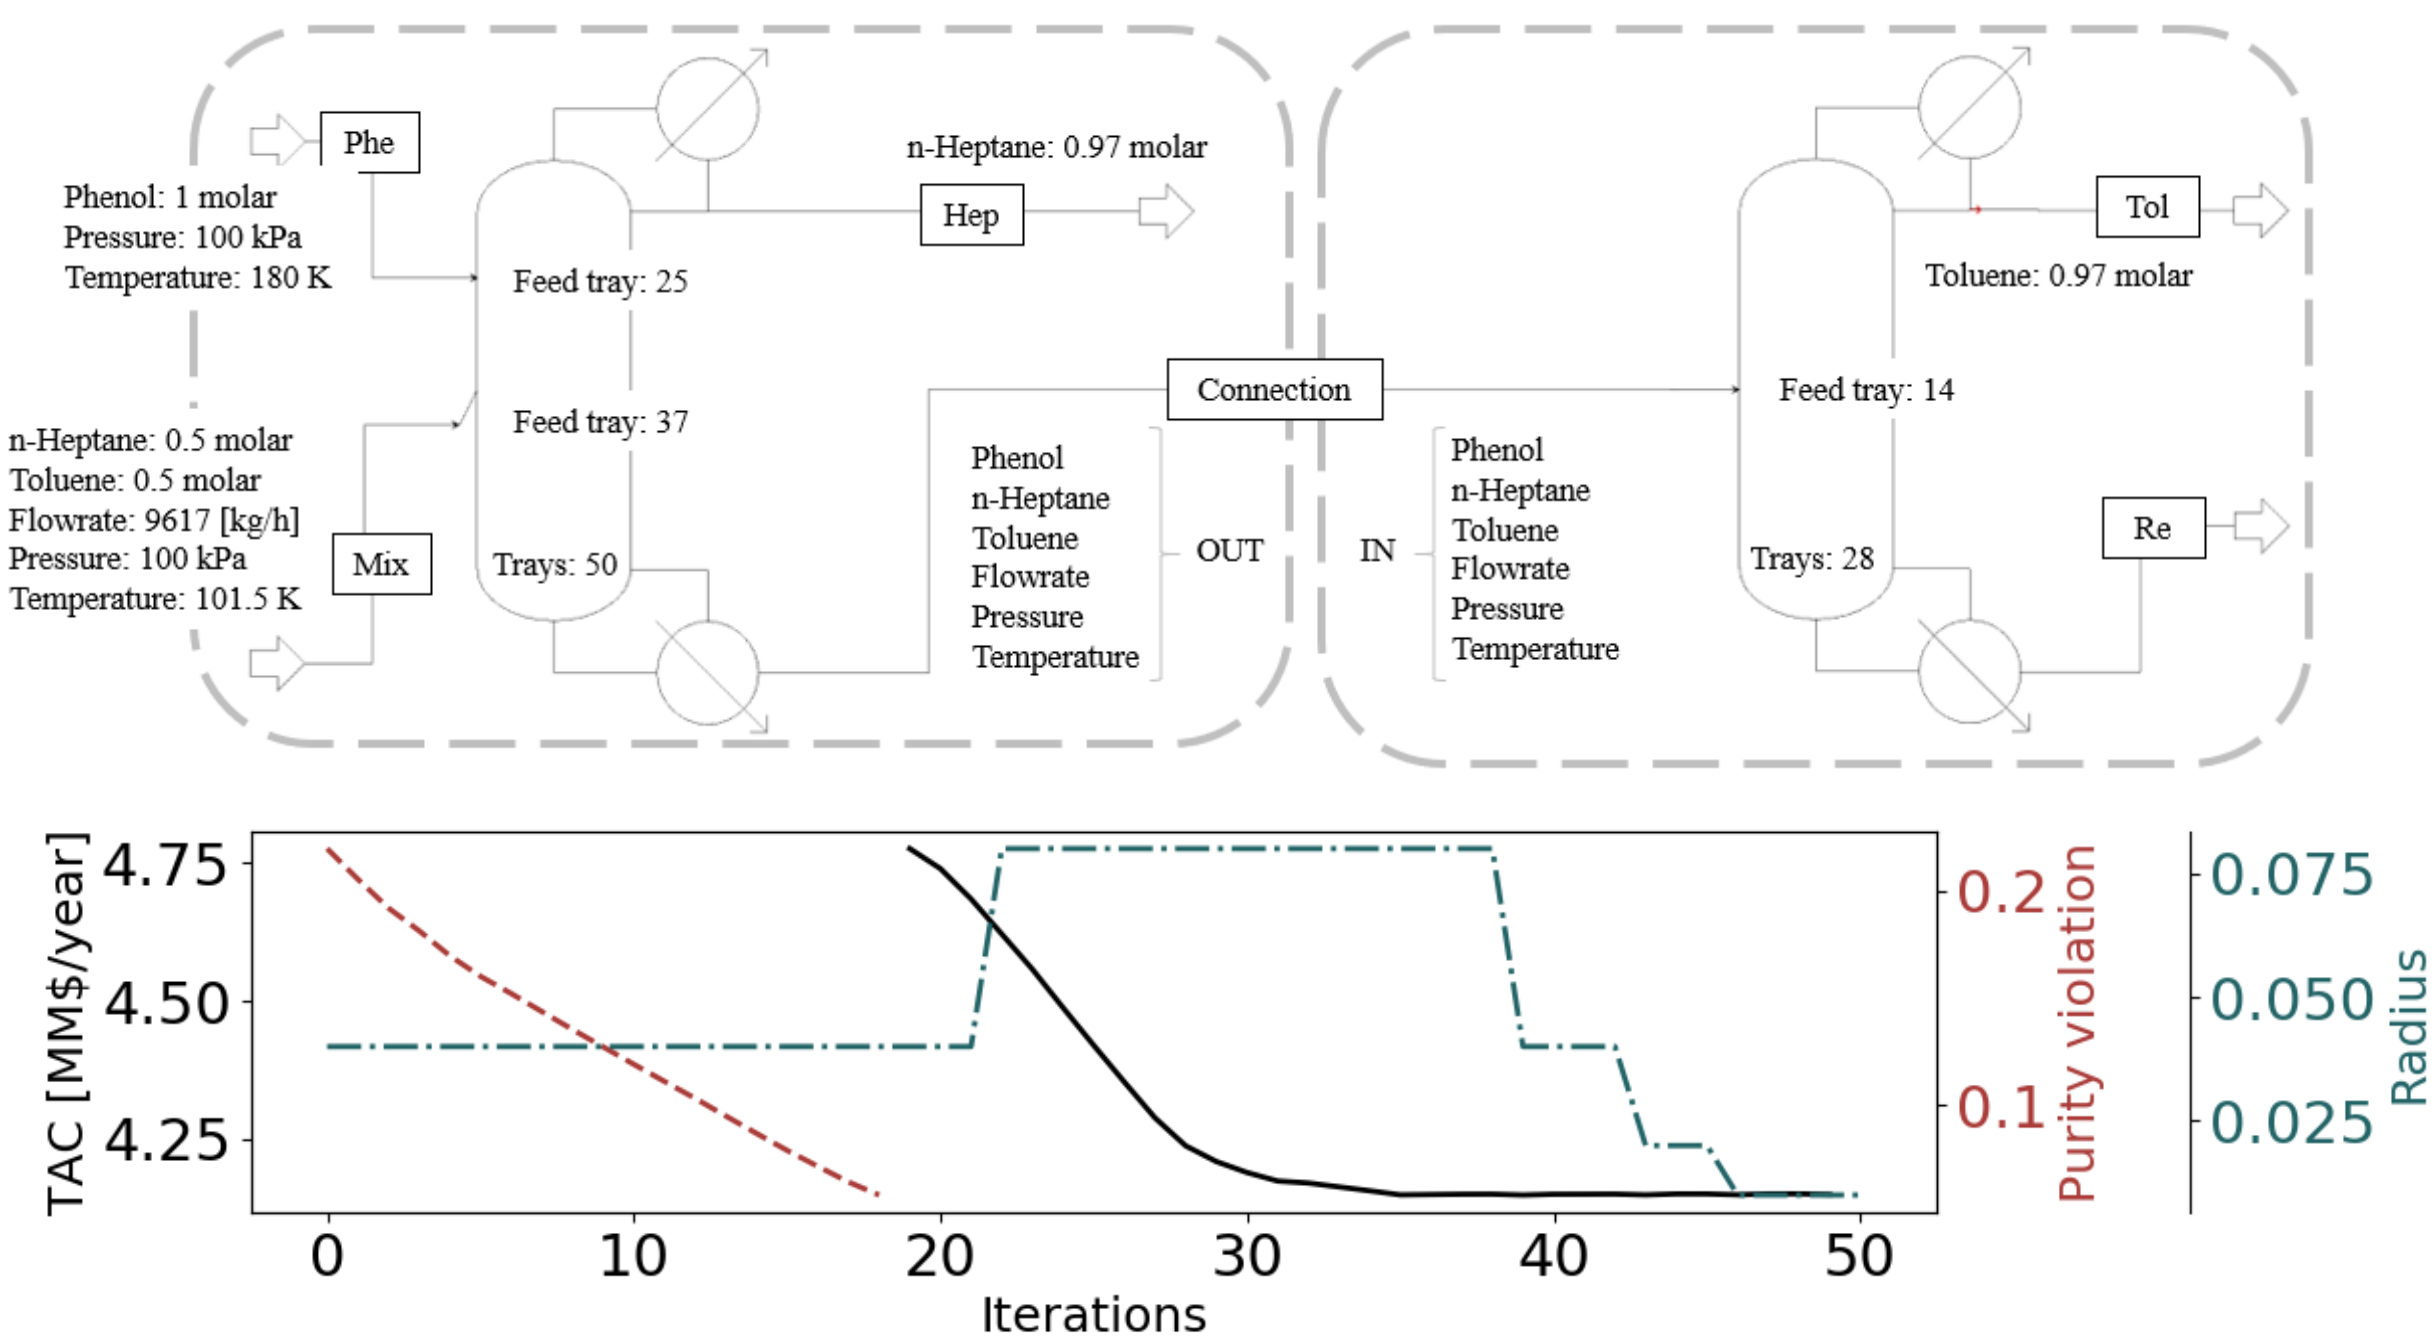 Phe
Phenol: 1 molar
Pressure: 100 kPa
Temperature: 180 K
n-Heptane: 0.5 molar
Toluene: 0.5 molar
Flowrate: 9617 [kg/h]
Pressure: 100 kPa
Temperature: 101.5 K
Mix
Feed tray: 25
Feed tray: 37
Trays: 50
n-Heptane: 0.97 molar
Hep
Connection
Phenol
n-Heptane
Toluene
Flowrate
Pressure
Temperature
OUT
IN
Phenol
n-Heptane
Toluene
Flowrate
Pressure
Temperature
Feed tray: 14
Trays: 28
Tol
Toluene: 0.97 molar
Re
TAC [MM$/year]
4.75
4.50
4.25
0.2
0.1
Purity violation
0.075
0.050
0.025
Radius
0
10
20
30
40
50
Iterations